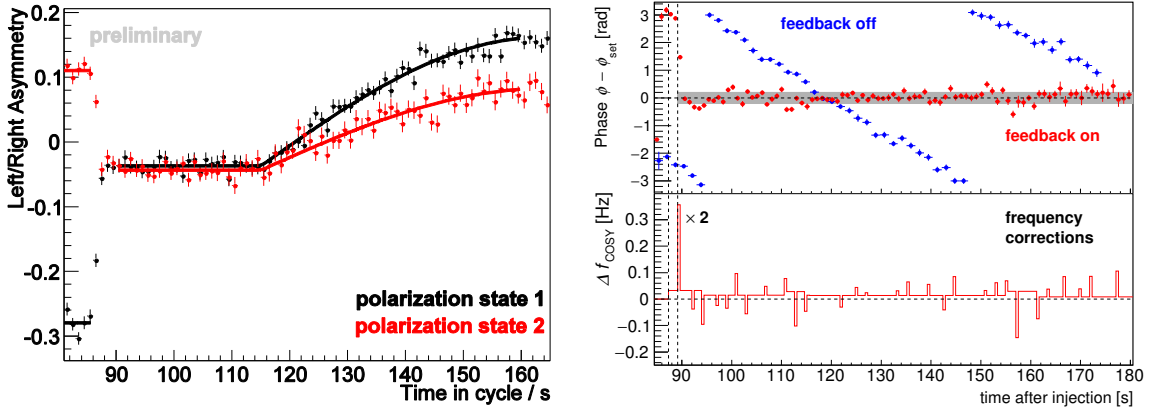 preliminary
Left/Right Asymmetry
0.1
0
-0.1
-0.2
-0.3
polarization state 1
polarization state 2
90 100 110 120 130 140 150 160
Time in cycle / s
Phase ϕ − ϕset [rad]
3
2
1
0
−1
−2
−3
feedback off
feedback on
Δ fCOSY [Hz]
0.3
0.2
0.1
0
−0.1
−0.2
× 2
frequency
corrections
90 100 110 120 130 140 150 160 170 180
time after injection [s]